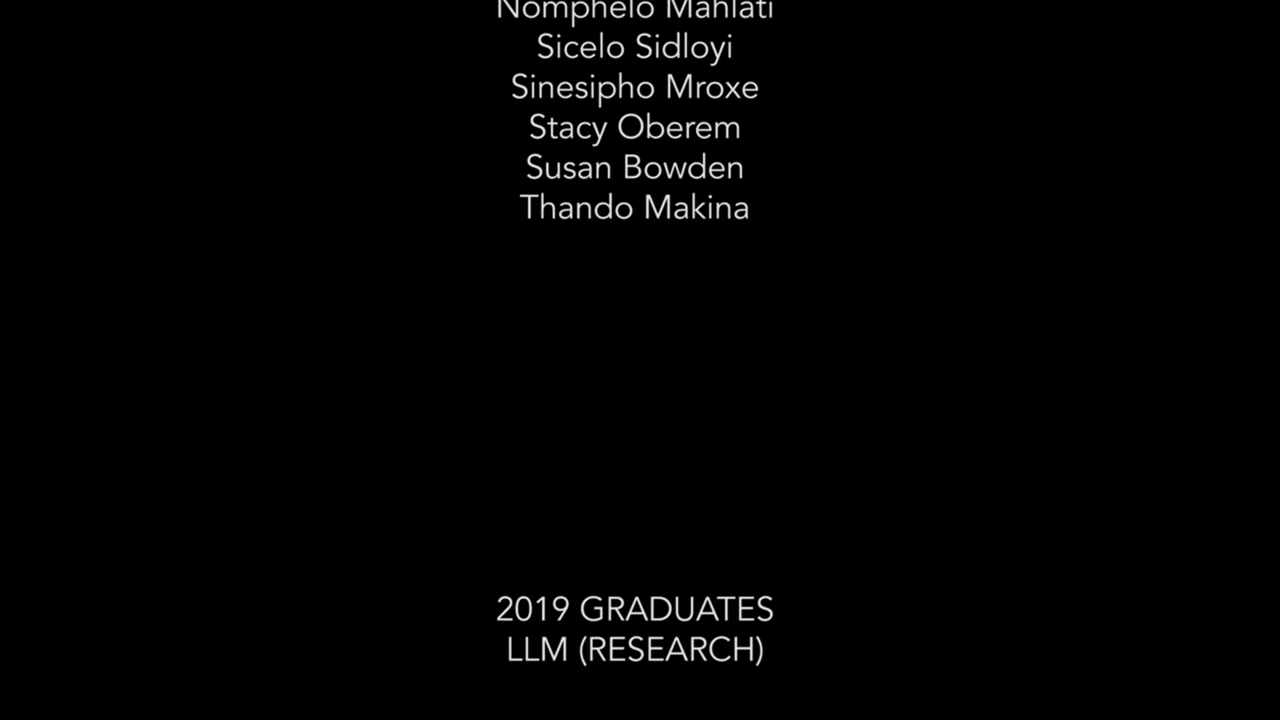 Nomphelo Mahlati
Sicelo Sidloyi
Sinesipho Mroxe
Stacy Oberem
Susan Bowden
Thando Makina
2019 GRADUATES
LLM (RESEARCH)